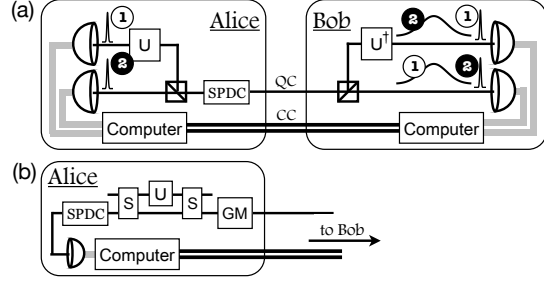 (a)
Alice
Bob
1
U
2
SPDC
QC
CC
Computer
2
1
U†
1
2
Computer
(b)
Alice
SPDC
S
U
S
GM
Computer
to Bob